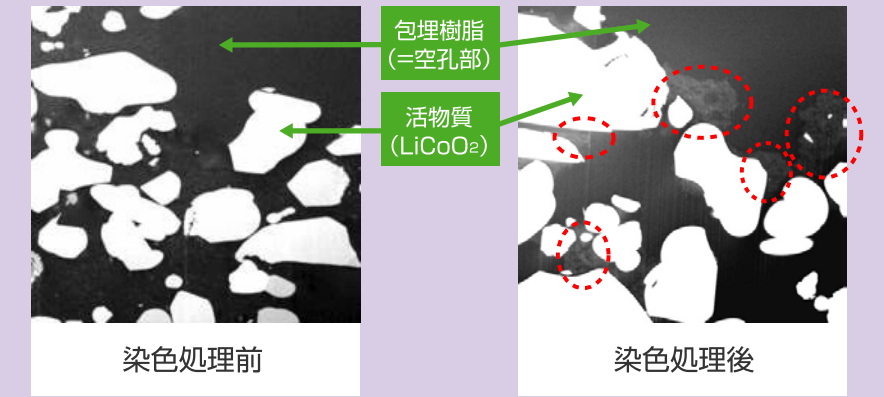 包埋樹脂
(=空孔部)
活物質
(LiCoO2)
染色処理前
染色処理後